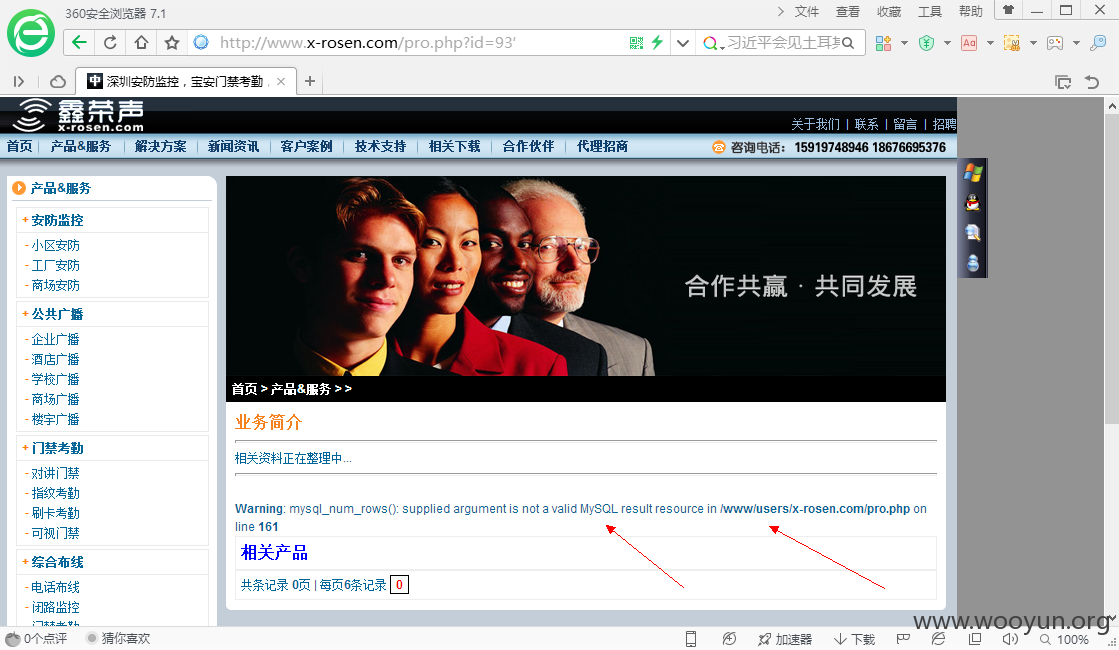 360安全浏览器 7.1
文件 查看 收藏 工具 帮助
http://www.x-rosen.com/pro.php?id=93'
习近平会见土耳其
深圳安防监控，宝安门禁考勤，
鑫荣声
x-rosen.com
关于我们 | 联系 | 留言 | 招聘
首页 产品&服务 解决方案 新闻资讯 客户案例 技术支持 相关下载 合作伙伴 代理招商
咨询电话： 15919748946 18676695376
产品&服务
+ 安防监控
- 小区安防
- 工厂安防
- 商场安防
+ 公共广播
- 企业广播
- 酒店广播
- 学校广播
- 商场广播
- 楼宇广播
+ 门禁考勤
- 对讲门禁
- 指纹考勤
- 刷卡考勤
- 可视门禁
+ 综合布线
- 电话布线
- 闭路监控
合作共赢 · 共同发展
首页 > 产品&服务 > >
业务简介
相关资料正在整理中...
Warning: mysql_num_rows(): supplied argument is not a valid MySQL result resource in /www/users/x-rosen.com/pro.php on
line 161
相关产品
共条记录 0页 | 每页6条记录 0
www.wooyun.org
0个点评 猜你喜欢
加速器 下载 100%